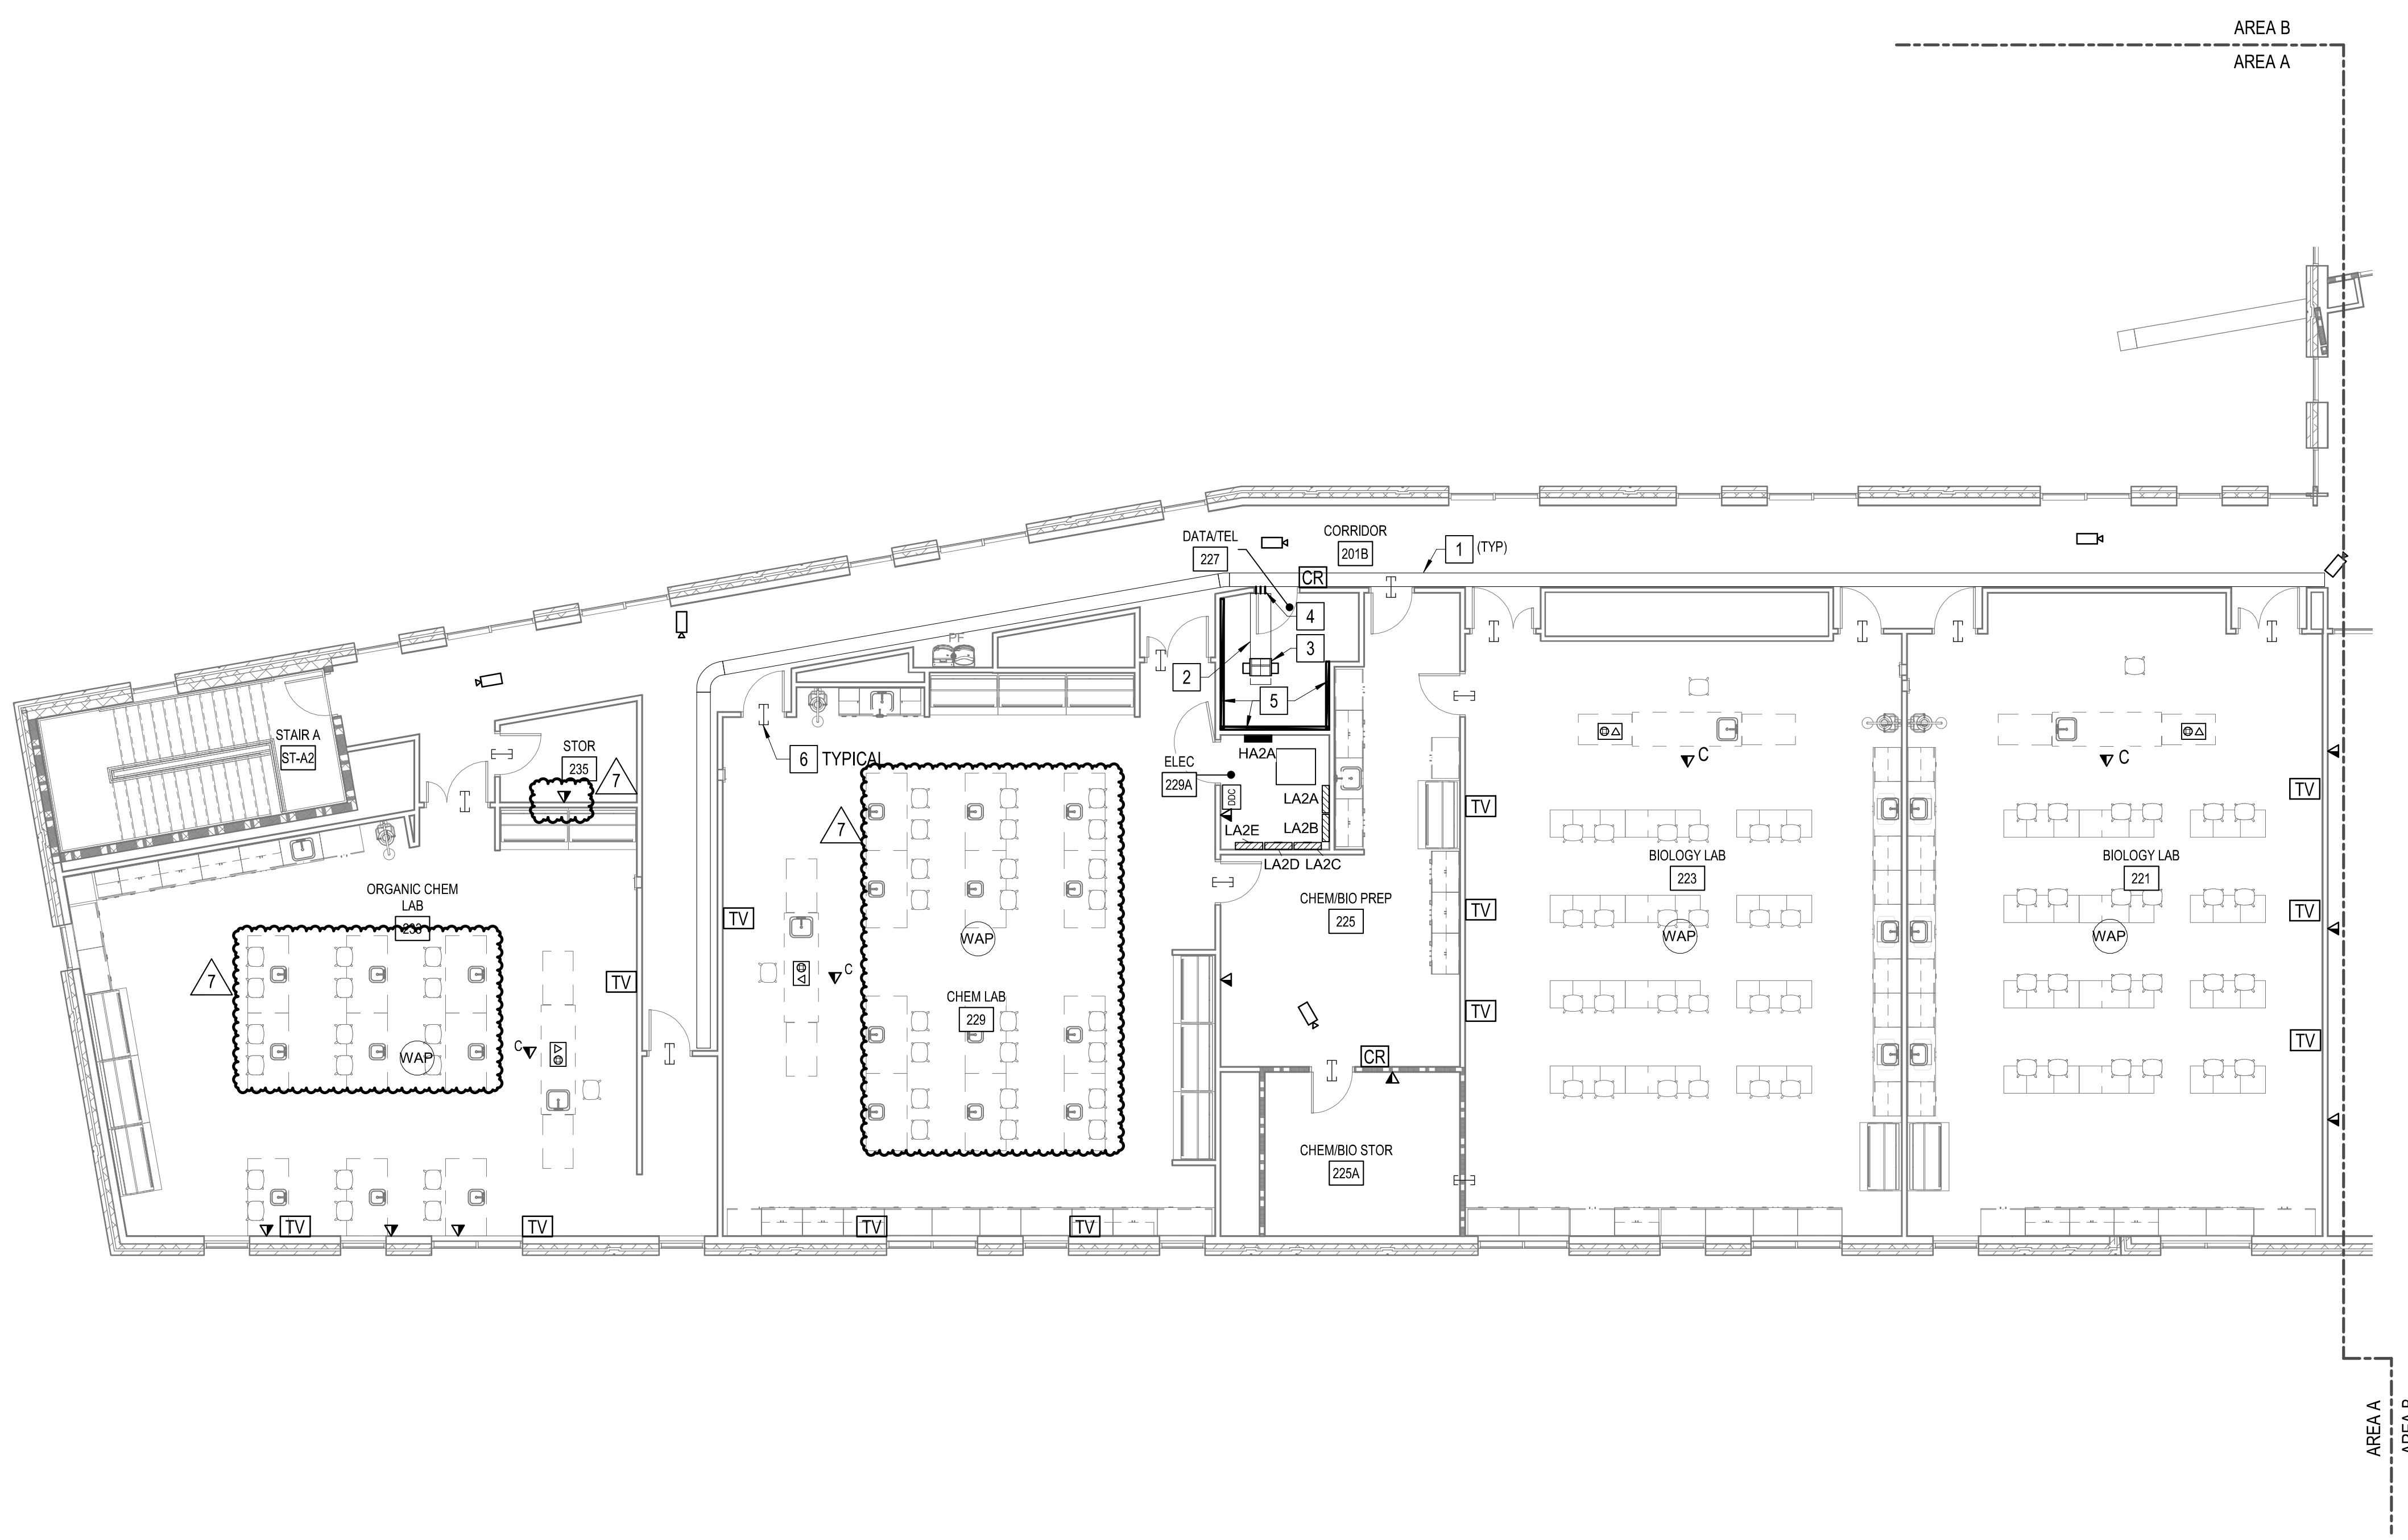 AREA B
AREA A
CORRIDOR
201B
1 (TYP)
DATA/TEL
227
CR
4
3
2
5
PF
STAIR A
ST-A2
STOR
235
7
6 TYPICAL
HA2A
ELEC
229A
DDC
LA2A
LA2B
LA2E
LA2D LA2C
C
C
TV
TV
7
BIOLOGY LAB
223
BIOLOGY LAB
221
ORGANIC CHEM
LAB
CHEM/BIO PREP
225
TV
TV
TV
WAP
WAP
WAP
7
C
TV
CHEM LAB
229
TV
TV
C
WAP
CR
CHEM/BIO STOR
225A
TV
TV
TV
TV
AREA A
AREA B